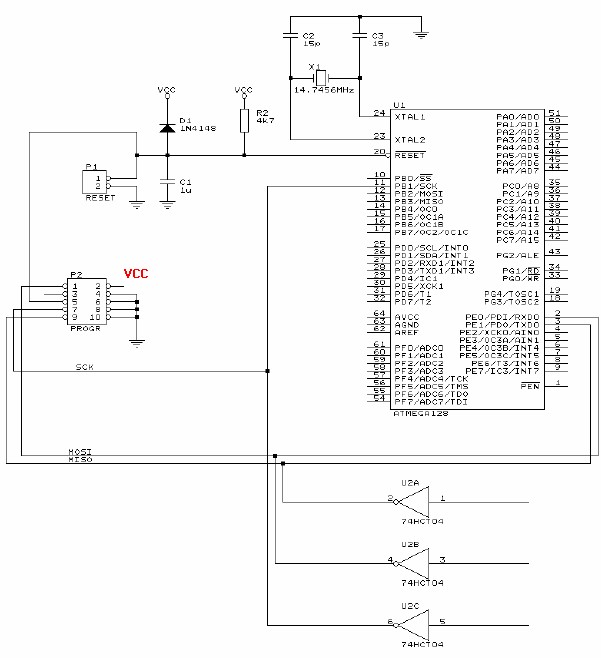 C2
15p
C3
15p
X1
14.7456MHz
VCC
VCC
D1
1N4148
R2
4K7
C1
1u
P1
1
2
RESET
U1
24 XTAL1
23 XTAL2
20 RESET
10 PB0/SS
11 PB1/SCK
12 PB2/MOSI
13 PB3/MISO
14 PB4/OC0
15 PB5/OC1A
16 PB6/OC1B
17 PB7/OC2/OC1C
25 PD0/SCL/INT0
26 PD1/SDA/INT1
27 PD2/RXD1/INT2
28 PD3/TXD1/INT3
29 PD4/IC1
30 PD5/XCK1
31 PD6/T1
32 PD7/T2
64 AVCC
63 AGND
62 AREF
61 PF0/ADC0
60 PF1/ADC1
59 PF2/ADC2
58 PF3/ADC3
57 PF4/ADC4/TCK
56 PF5/ADC5/TMS
55 PF6/ADC6/TDO
54 PF7/ADC7/TDI
PA0/AD0 51
PA1/AD1 50
PA2/AD2 49
PA3/AD3 48
PA4/AD4 47
PA5/AD5 46
PA6/AD6 45
PA7/AD7 44
PC0/A8 35
PC1/A9 36
PC2/A10 37
PC3/A11 38
PC4/A12 39
PC5/A13 40
PC6/A14 41
PC7/A15 42
PG2/ALE 43
PG1/RD 34
PG0/WR 33
PG4/TOSC1 19
PG3/TOSC2 18
PE0/PDI/RXD0 2
PE1/PDO/TXD0 3
PE2/XCK0/AIN0 4
PE3/OC3A/AIN1 5
PE4/OC3B/INT4 6
PE5/OC3C/INT5 7
PE6/T3/INT6 8
PE7/IC3/INT7 9
PEN 1
ATMEGA128
P2
VCC
1 2
3 4
5 6
7 8
9 10
PROGR
SCK
MOSI
MISO
U2A
2 1
74HCT04
U2B
4 3
74HCT04
U2C
6 5
74HCT04